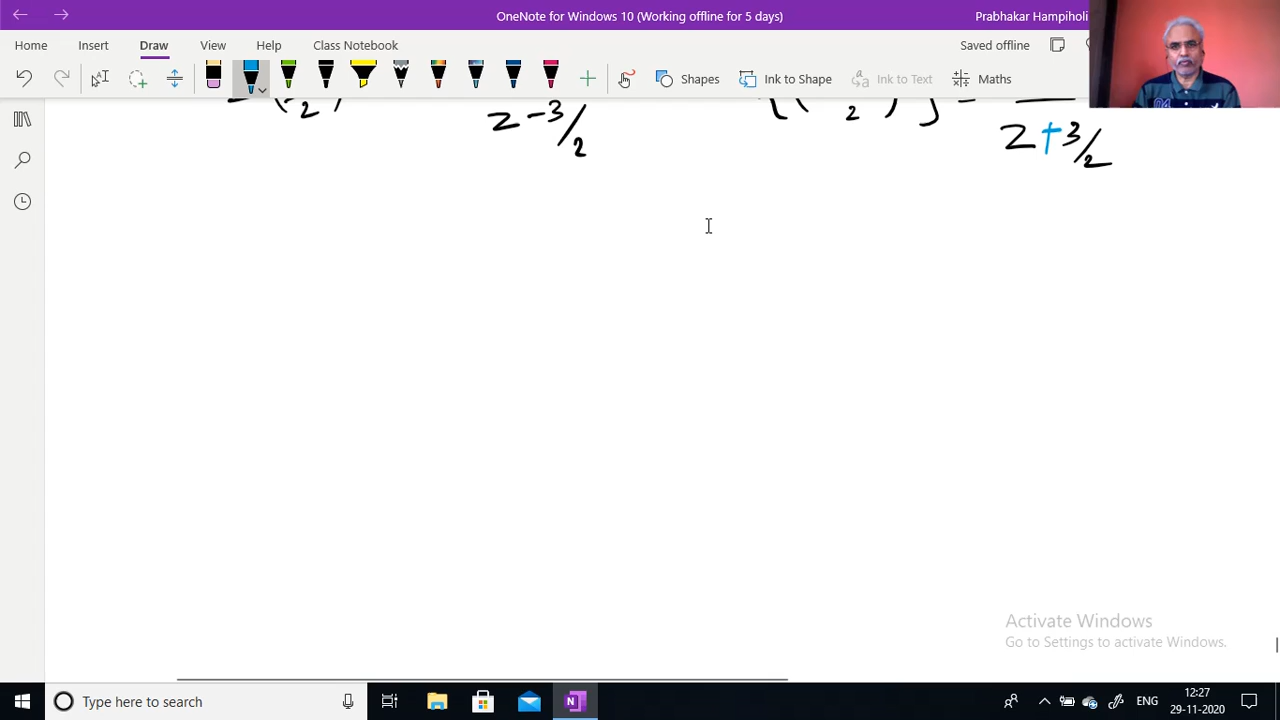 OneNote for Windows 10 (Working offline for 5 days)
Prabhakar Hampiholi
Home Insert Draw View Help Class Notebook
Saved offline
Shapes Ink to Shape Ink to Text Maths
2
z - 3/2
2
z + 3/2
Activate Windows
Go to Settings to activate Windows.
Type here to search
ENG
12:27
29-11-2020